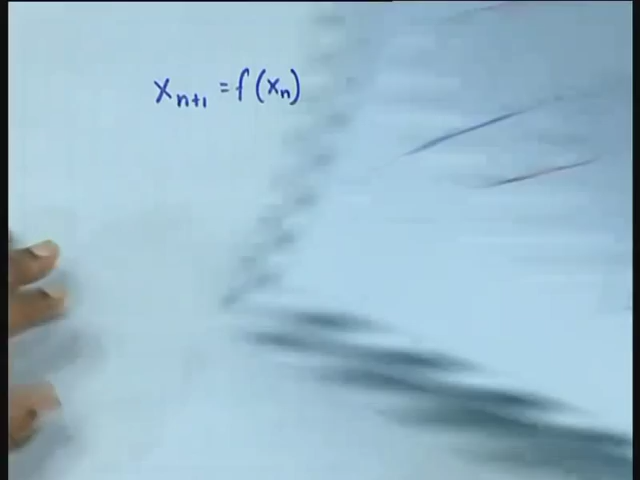 x_{n+1} = f(x_n)